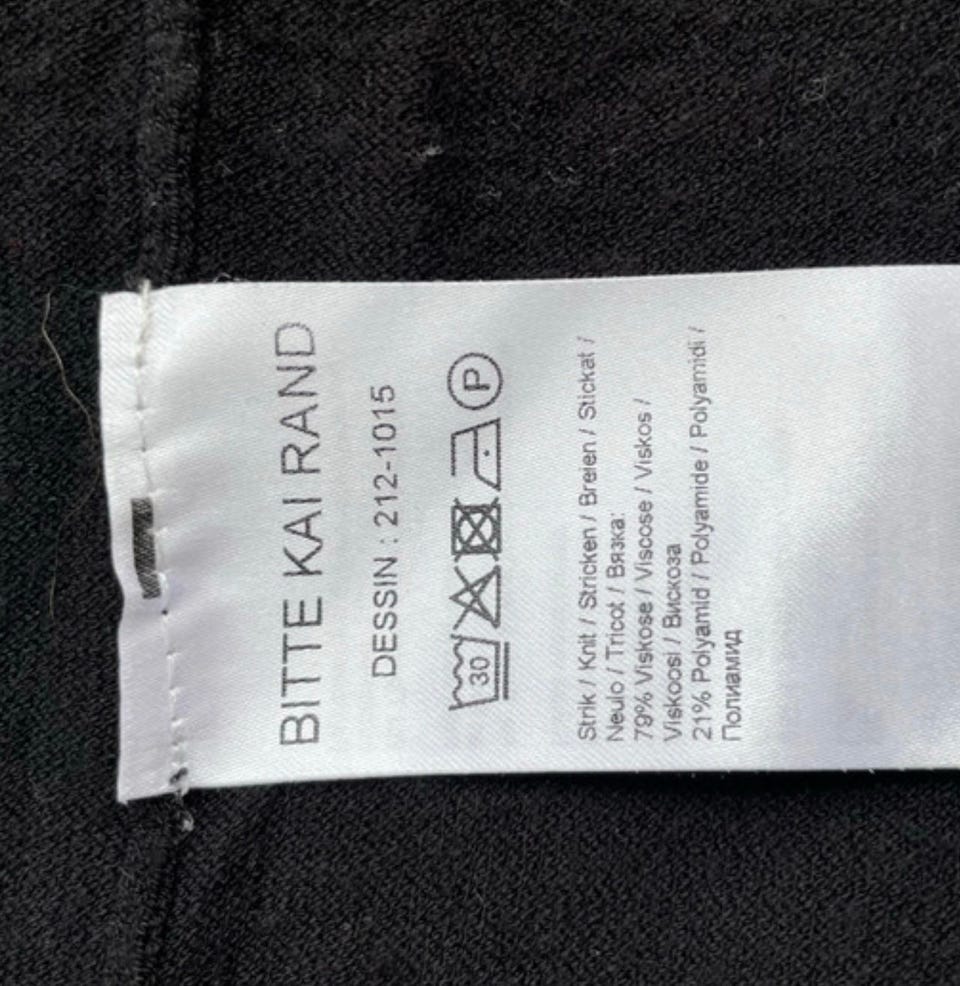 BITTE KAI RAND
DESSIN : 212-1015
30 P
Strik / Knit / Stricken / Breien / Stickat /
Neulo / Tricot / Вязка:
79% Viskose / Viscose / Viskos /
Viskoosi / Вискоза
21% Polyamid / Polyamide / Polyamidi /
Полиамид